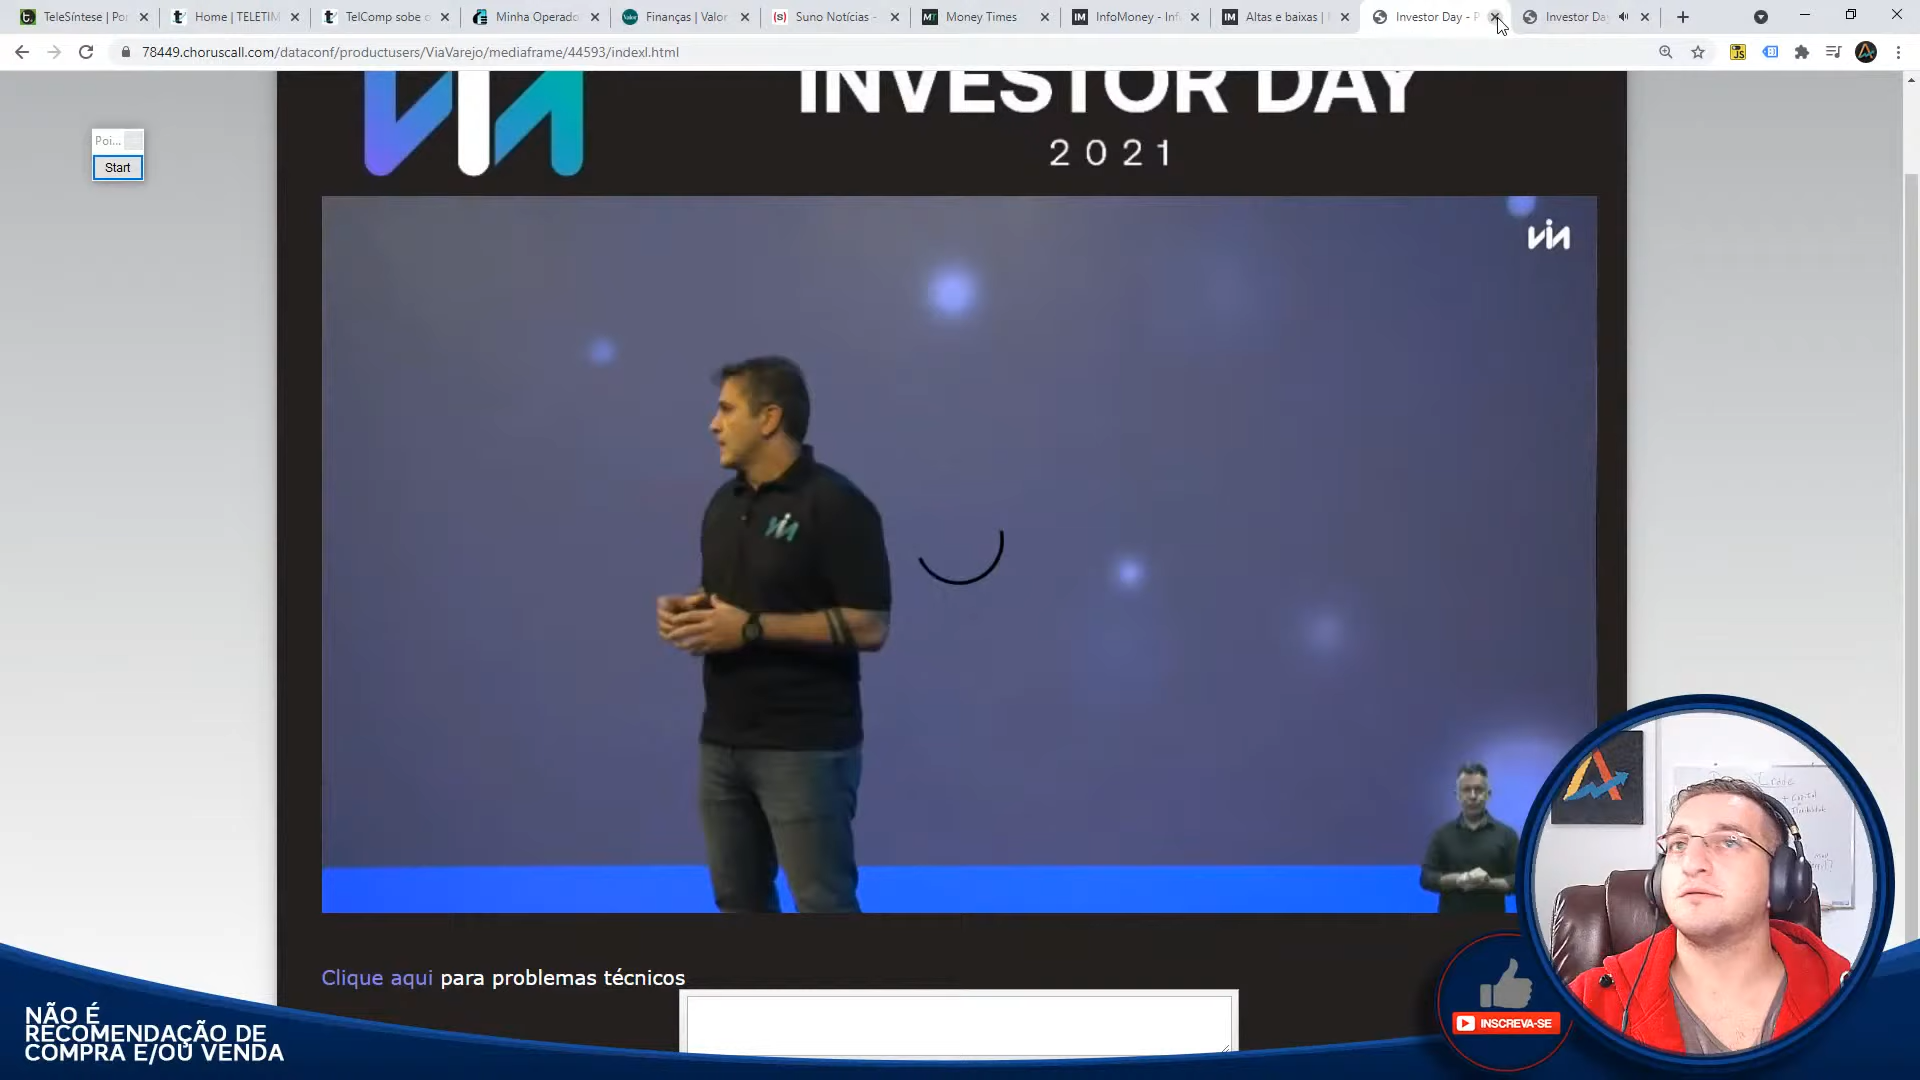 TeleSíntese | Por
Home | TELETIM
TelComp sobe o
Minha Operado
Finanças | Valor
Suno Notícias -
Money Times
InfoMoney - Inf
Altas e baixas |
Investor Day - P
Investor Day
78449.choruscall.com/dataconf/productusers/ViaVarejo/mediaframe/44593/indexl.html
INVESTOR DAY
2021
Poi...
Start
via
Clique aqui para problemas técnicos
NÃO É
RECOMENDAÇÃO DE
COMPRA E/OU VENDA
INSCREVA-SE